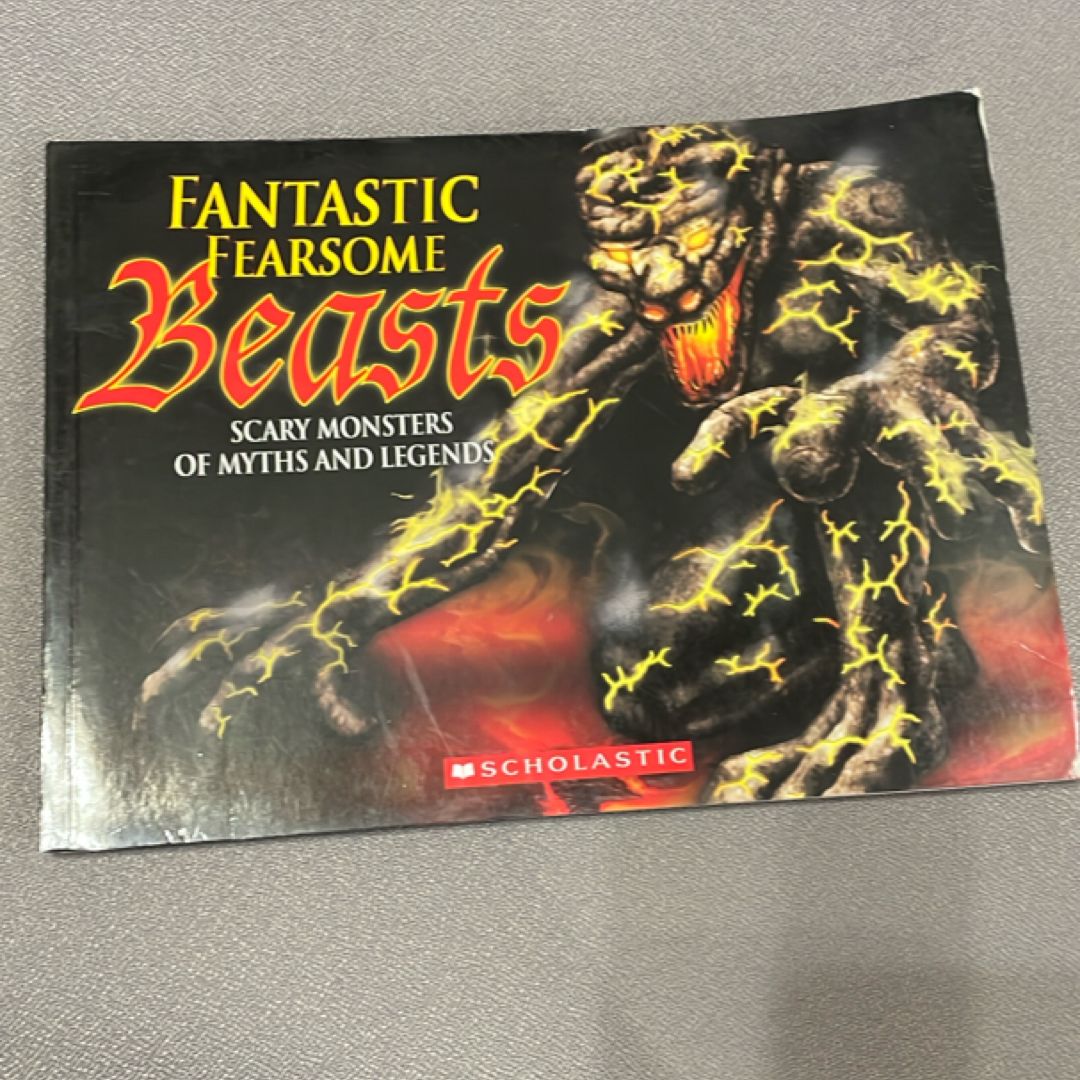 FANTASTIC
FEARSOME
Beasts
SCARY MONSTERS
OF MYTHS AND LEGENDS
SCHOLASTIC